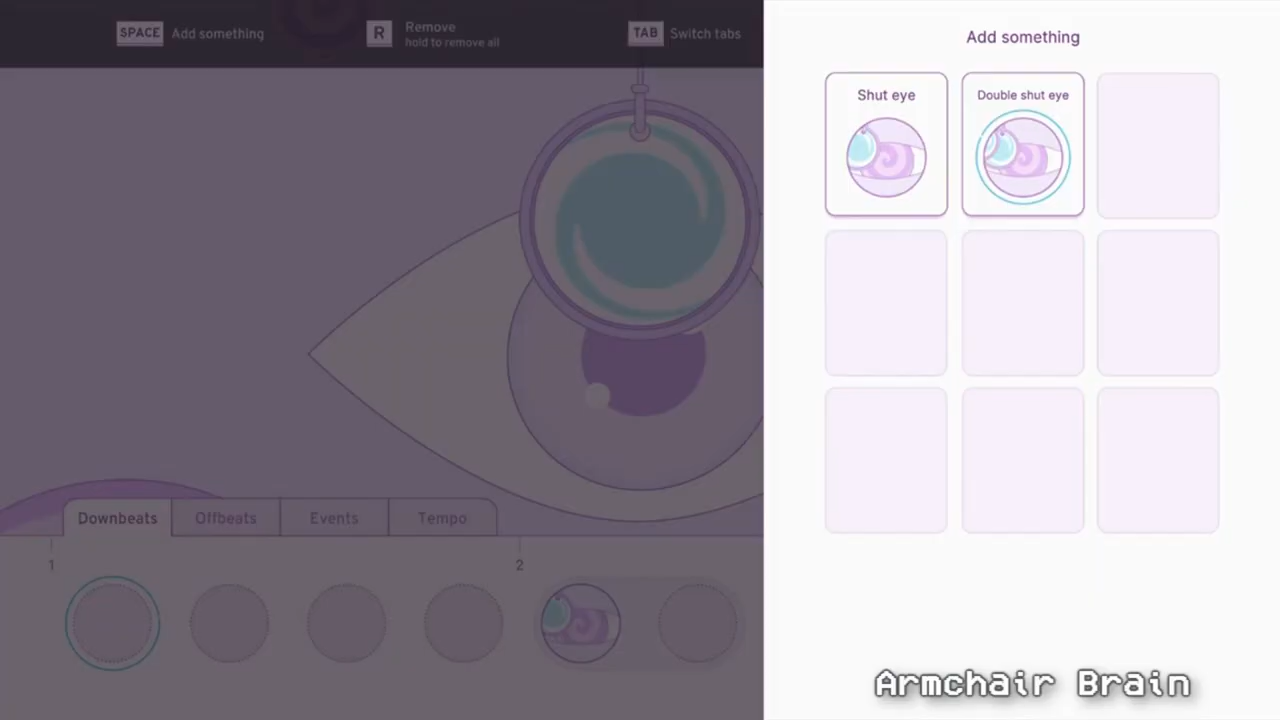 SPACE Add something
R Remove
hold to remove all
TAB Switch tabs
Add something
Shut eye
Double shut eye
Downbeats
Offbeats
Events
Tempo
1
2
Armchair Brain